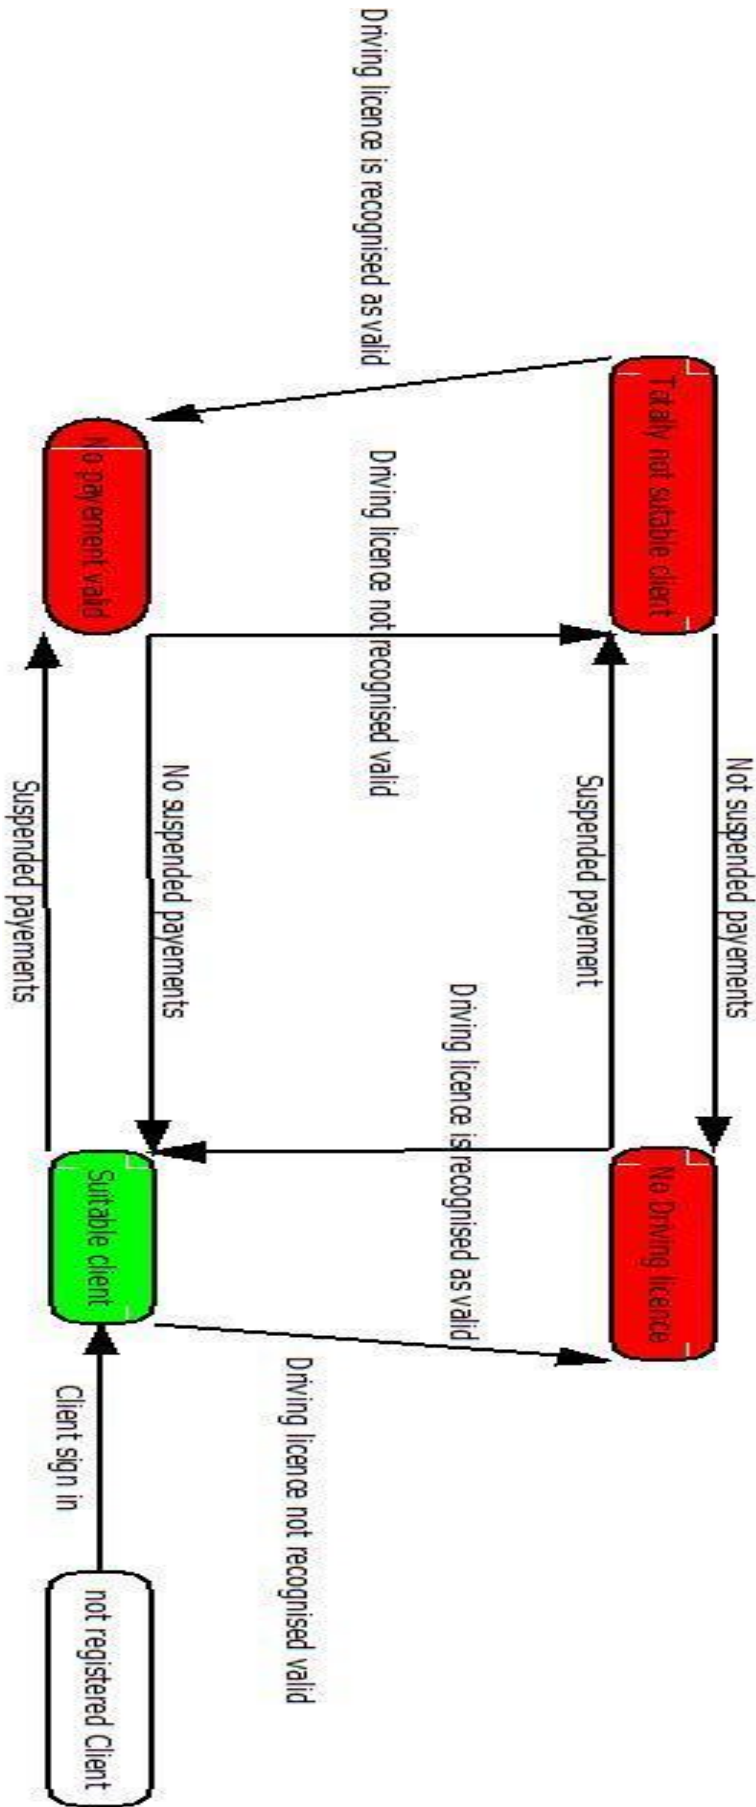 Not suspended payements
Totally not sutable client
No Driving licence
Suspended payement
Driving licence is recognised as valid
Driving licence is recognised as valid
Driving licence not recognised valid
Driving licence not recognised valid
No suspended payements
No payement valid
Suitable client
not registered Client
Client sign in
Suspended payements